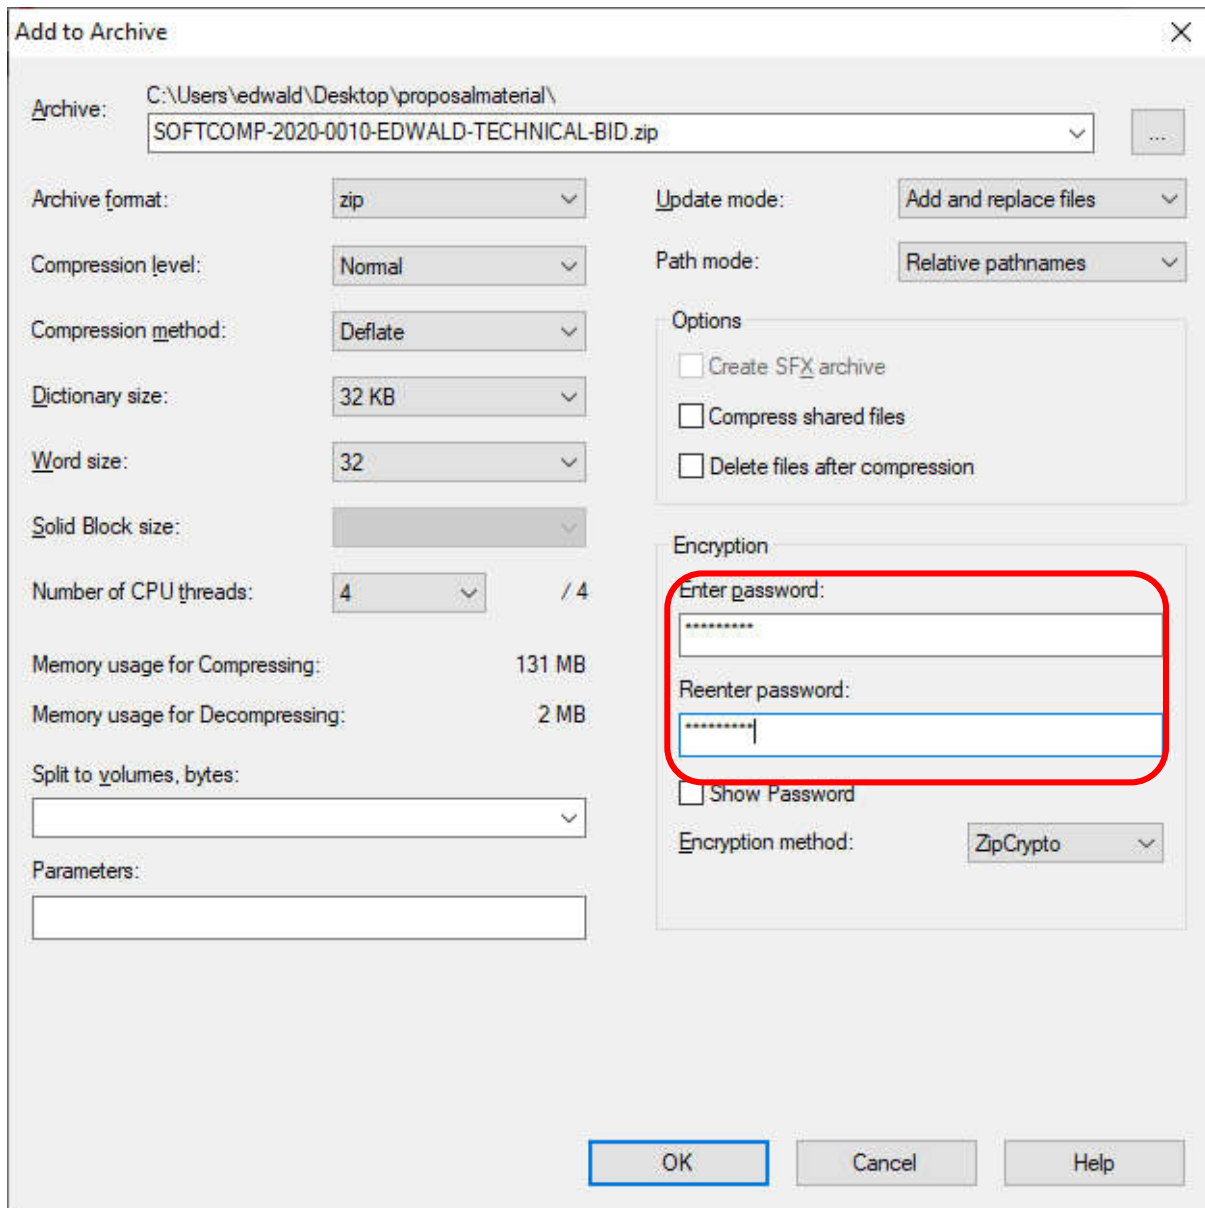 Add to Archive
Archive:
C:\Users\edwald\Desktop\proposalmaterial\
SOFTCOMP-2020-0010-EDWALD-TECHNICAL-BID.zip
...
Archive format:
zip
Compression level:
Normal
Compression method:
Deflate
Dictionary size:
32 KB
Word size:
32
Solid Block size:
Number of CPU threads:
4
/ 4
Memory usage for Compressing:
131 MB
Memory usage for Decompressing:
2 MB
Split to volumes, bytes:
Parameters:
Update mode:
Add and replace files
Path mode:
Relative pathnames
Options
Create SFX archive
Compress shared files
Delete files after compression
Encryption
Enter password:
*********
Reenter password:
*********
Show Password
Encryption method:
ZipCrypto
OK
Cancel
Help